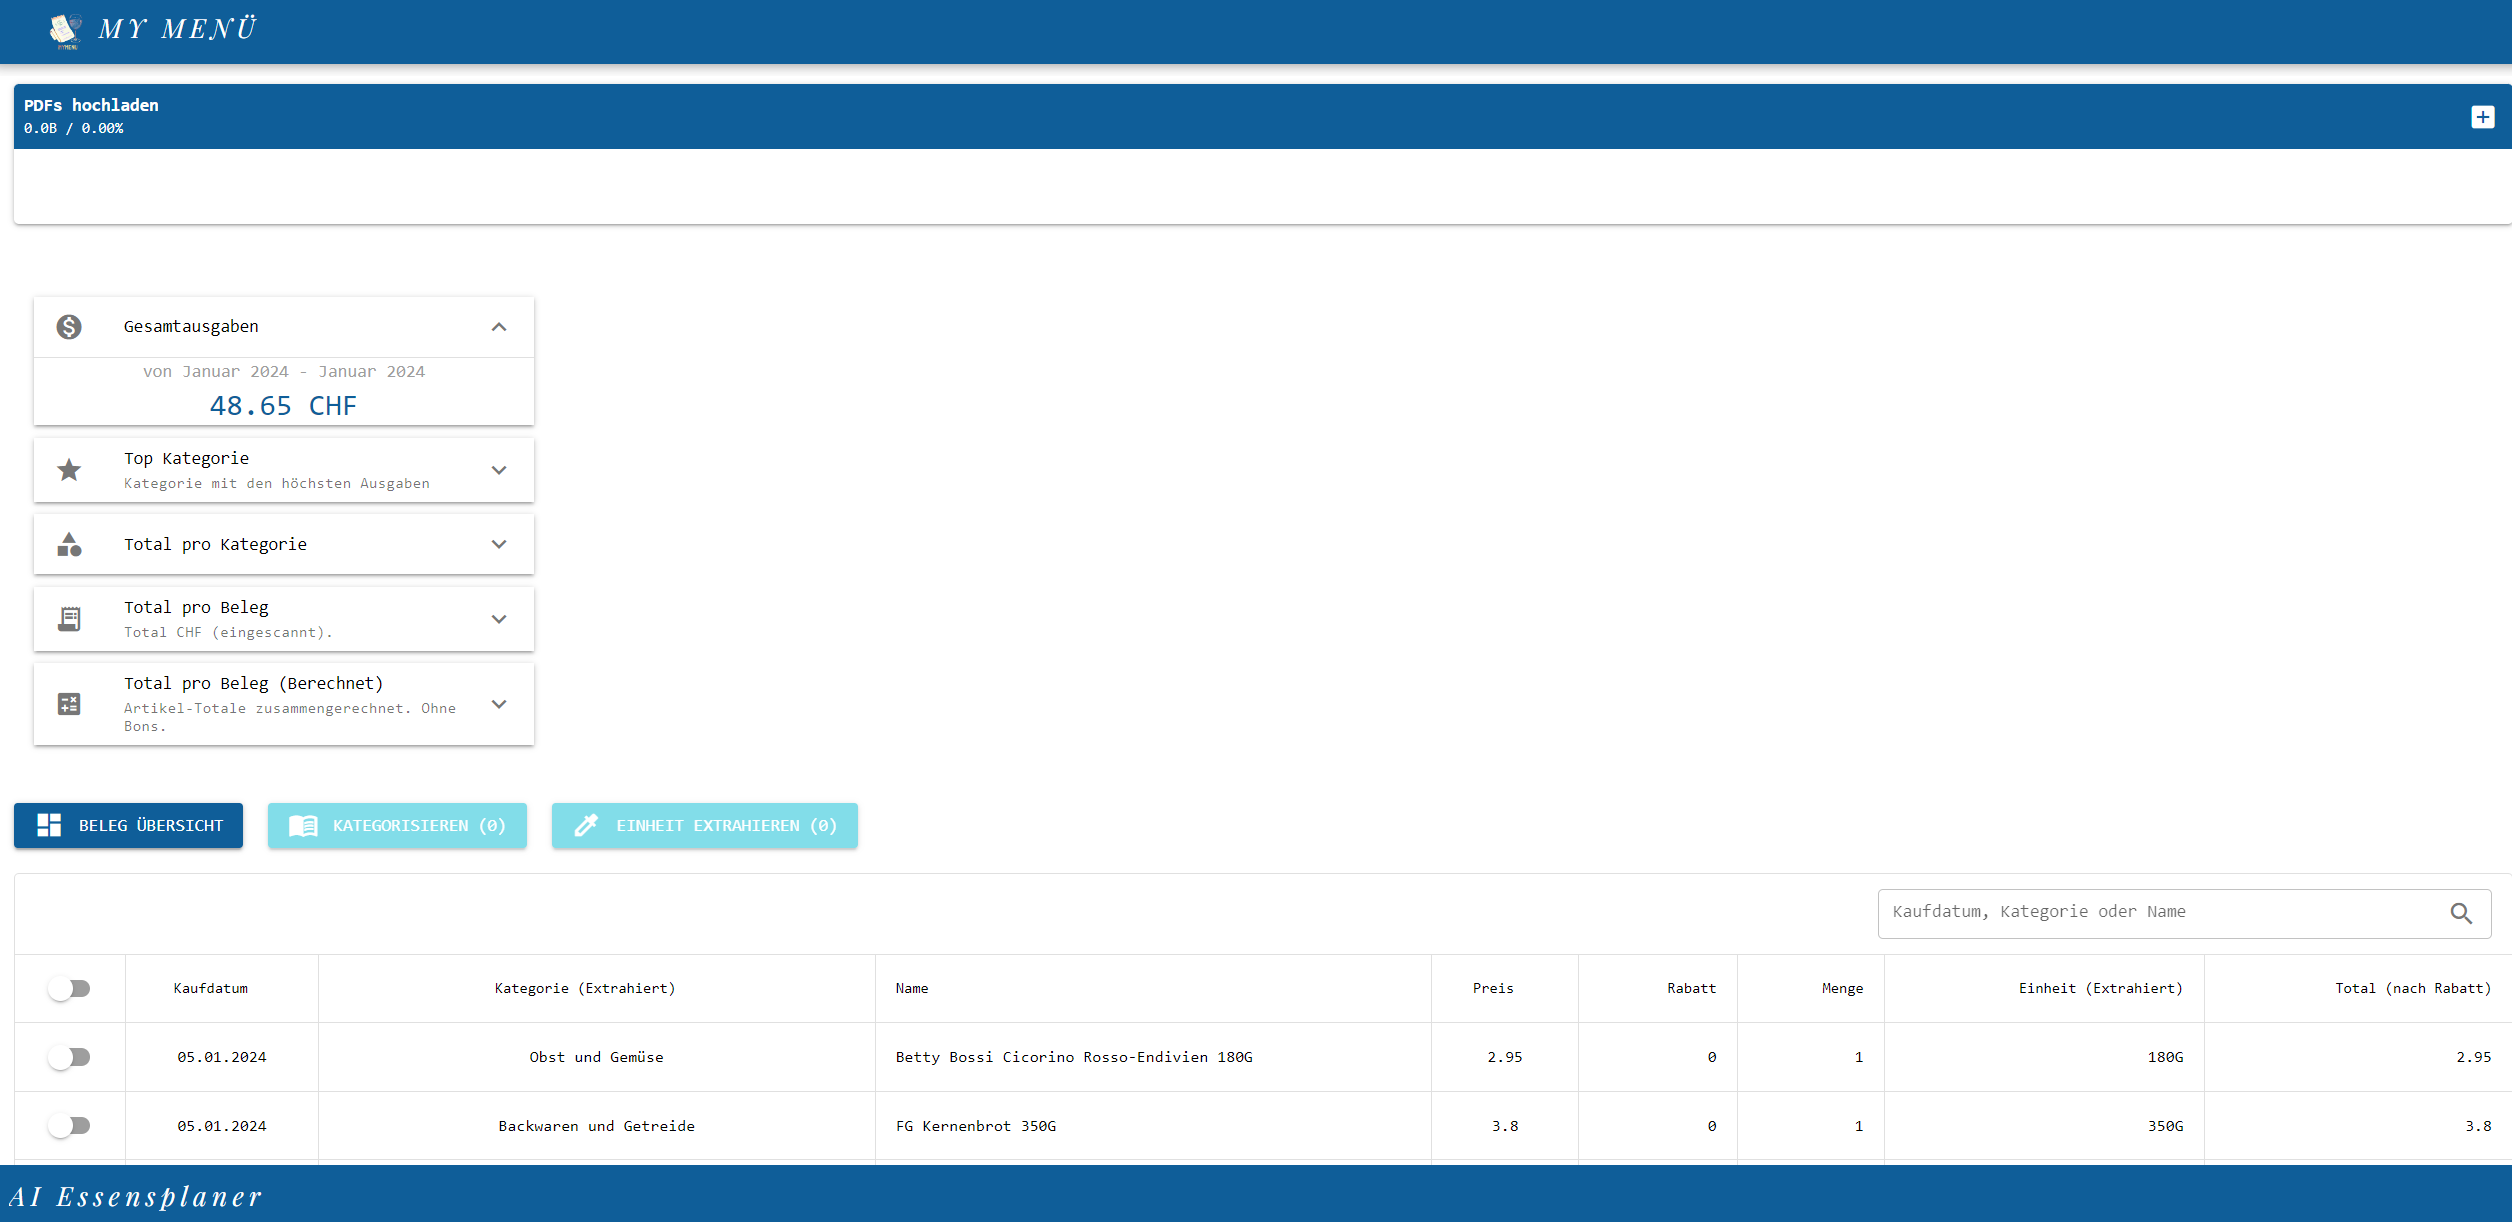 MY MENÜ
MYMENÜ
PDFs hochladen
0.0B / 0.00%
Gesamtausgaben
von Januar 2024 - Januar 2024
48.65 CHF
Top Kategorie
Kategorie mit den höchsten Ausgaben
Total pro Kategorie
Total pro Beleg
Total CHF (eingescannt).
Total pro Beleg (Berechnet)
Artikel-Totale zusammengerechnet. Ohne
Bons.
BELEG ÜBERSICHT KATEGORISIEREN (0) EINHEIT EXTRAHIEREN (0)
Kaufdatum, Kategorie oder Name
Kaufdatum Kategorie (Extrahiert) Name Preis Rabatt Menge Einheit (Extrahiert) Total (nach Rabatt)
05.01.2024 Obst und Gemüse Betty Bossi Cicorino Rosso-Endivien 180G 2.95 0 1 180G 2.95
05.01.2024 Backwaren und Getreide FG Kernenbrot 350G 3.8 0 1 350G 3.8
AI Essensplaner